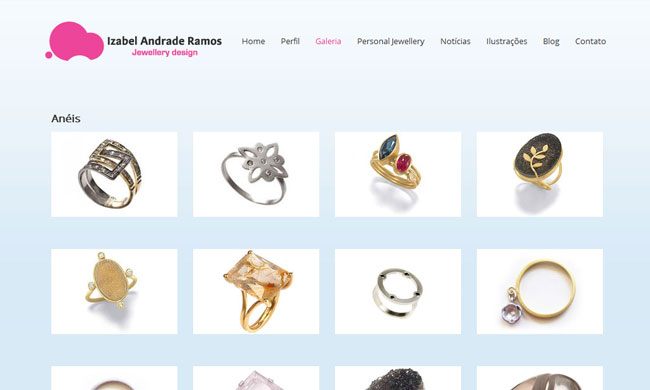 Izabel Andrade Ramos
Jewellery design
Home Perfil Galeria Personal Jewellery Notícias Ilustrações Blog Contato
Anéis